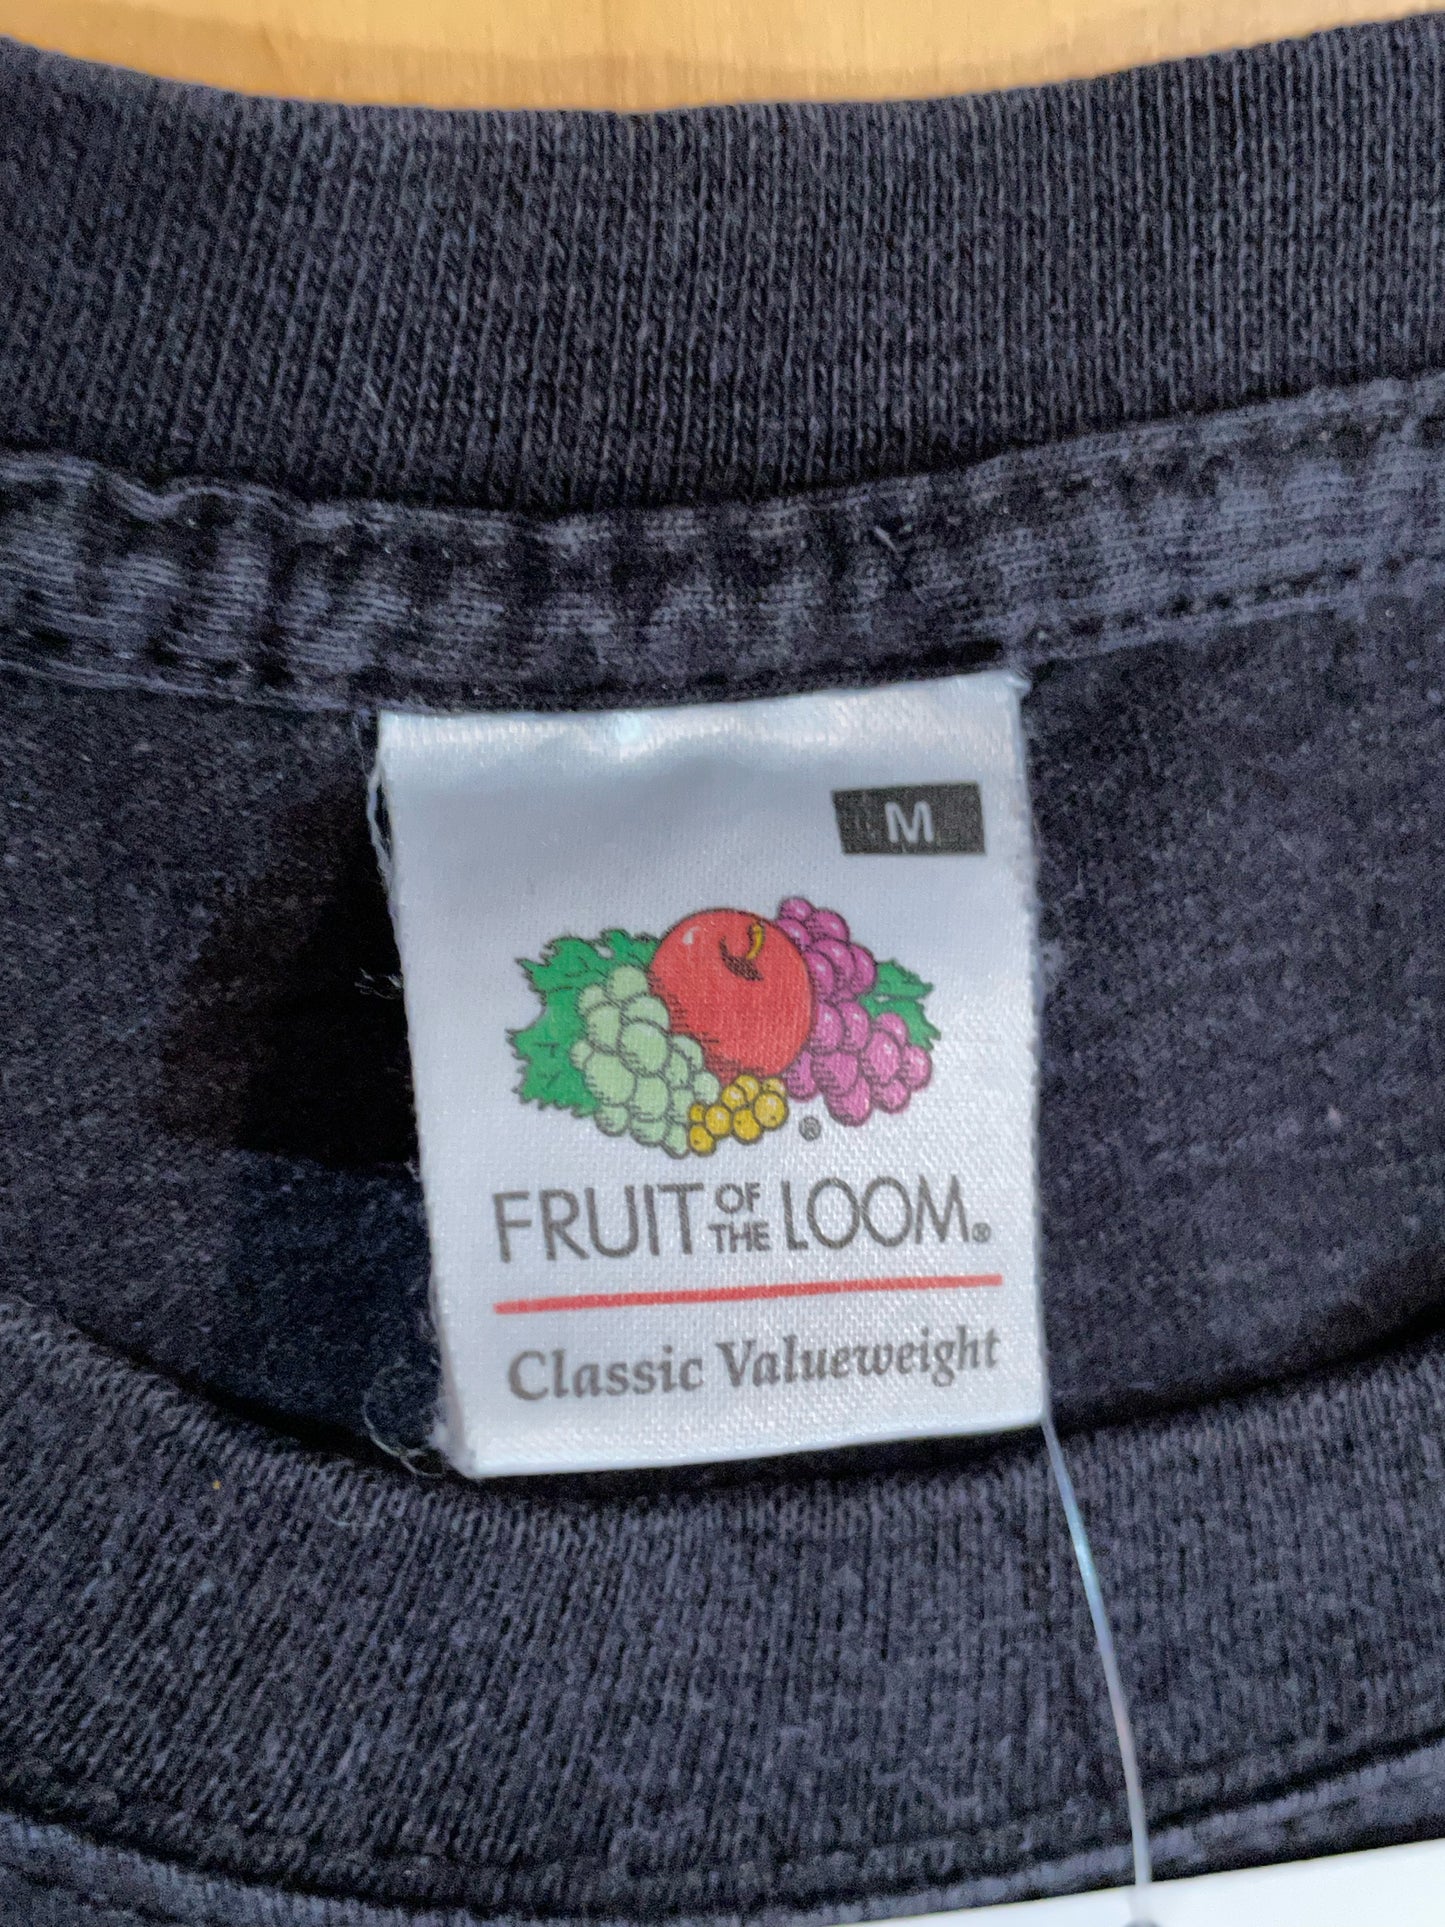 M
®
FRUIT OF THE LOOM®
Classic Valueweight